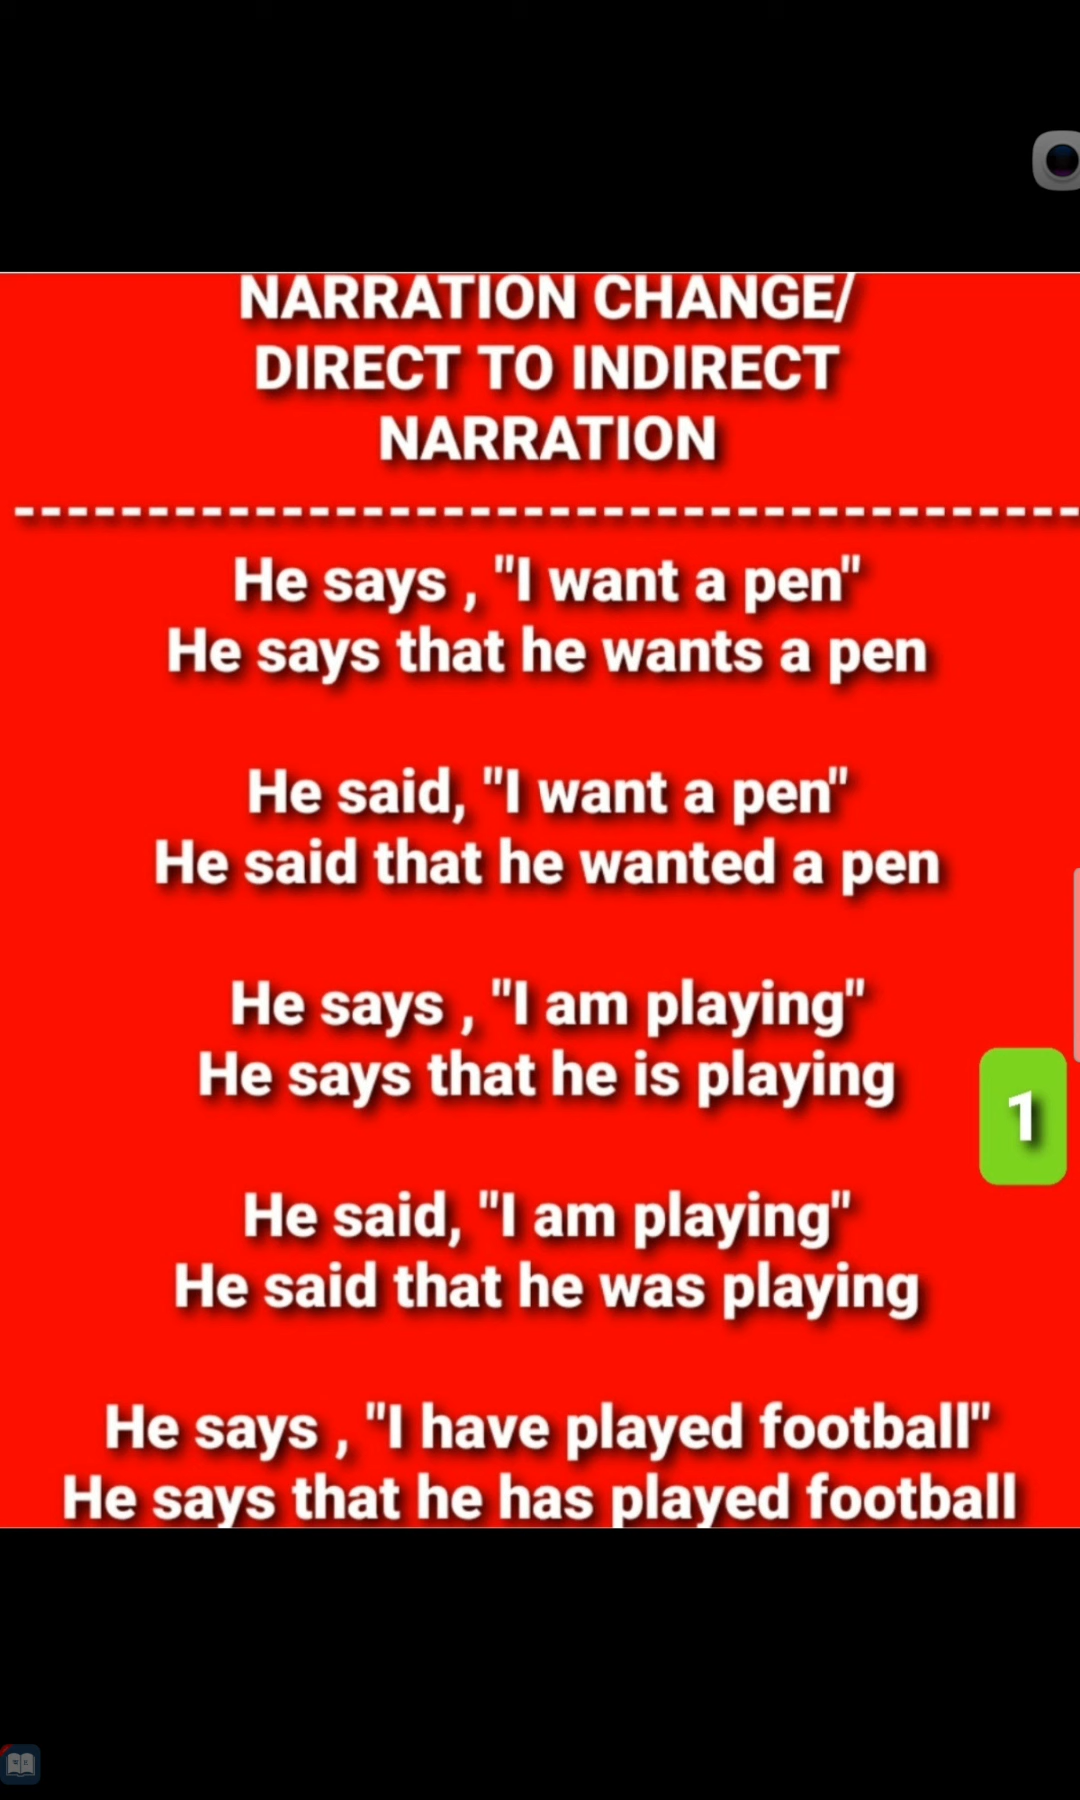 NARRATION CHANGE/
DIRECT TO INDIRECT
NARRATION
----------------------------------------
He says , "I want a pen"
He says that he wants a pen
He said, "I want a pen"
He said that he wanted a pen
He says , "I am playing"
He says that he is playing
1
He said, "I am playing"
He said that he was playing
He says , "I have played football"
He says that he has played football